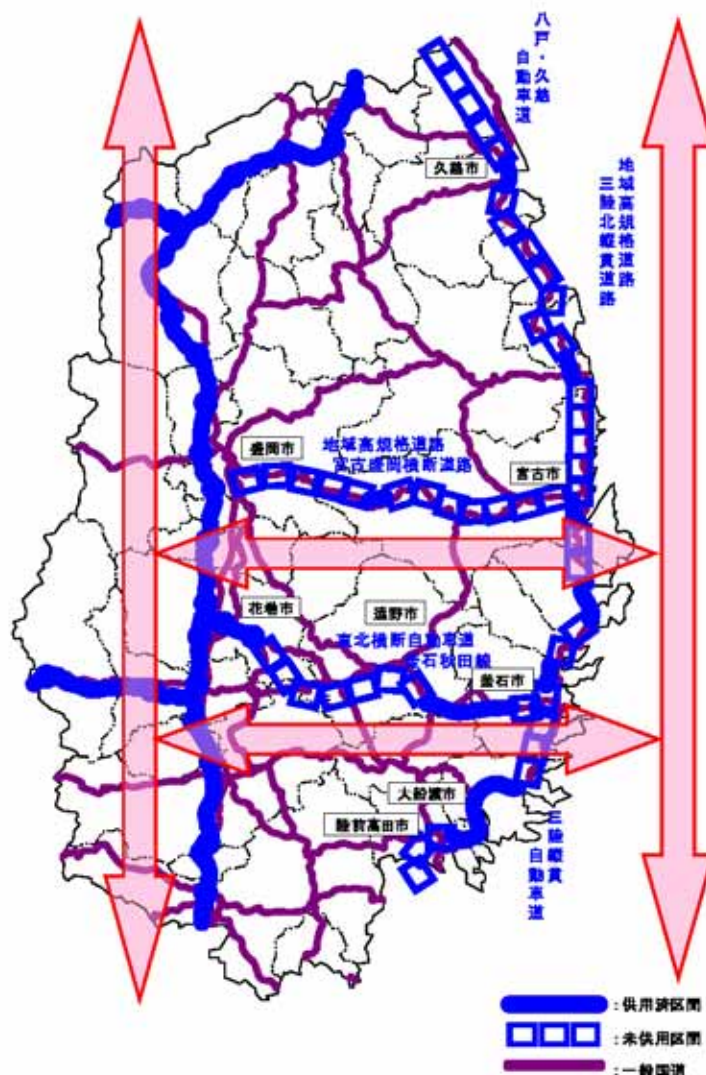 八戸・久慈
自動車道
久慈市
地域高規格道路
三陸北縦貫道路
盛岡市
地域高規格道路
宮古盛岡横断道路
宮古市
花巻市
遠野市
東北横断自動車道
釜石秋田線
釜石市
大船渡市
陸前高田市
三陸縦貫
自動車道
:供用済区間
:未供用区間
:一般国道